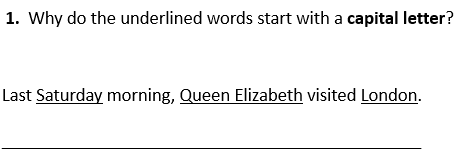 1. Why do the underlined words start with a capital letter?
Last Saturday morning, Queen Elizabeth visited London.